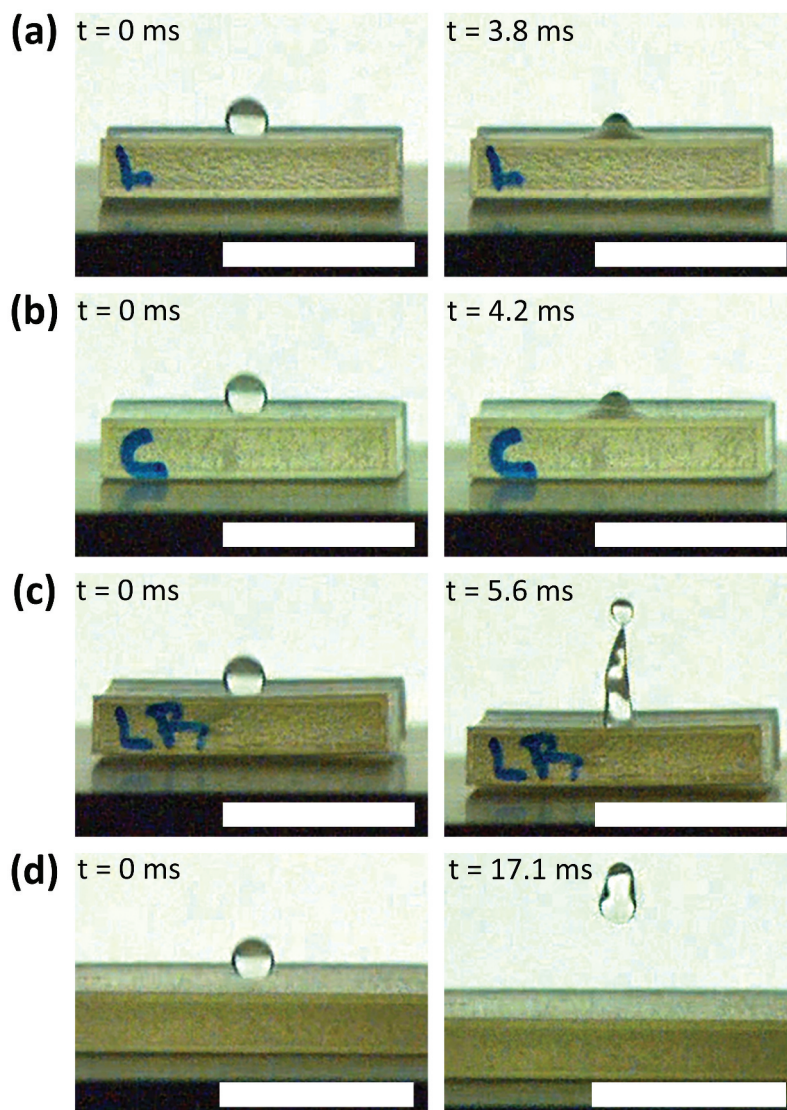 (a)
t = 0 ms
t = 3.8 ms
L
L
(b)
t = 0 ms
t = 4.2 ms
C
C
(c)
t = 0 ms
t = 5.6 ms
LR
LR
(d)
t = 0 ms
t = 17.1 ms